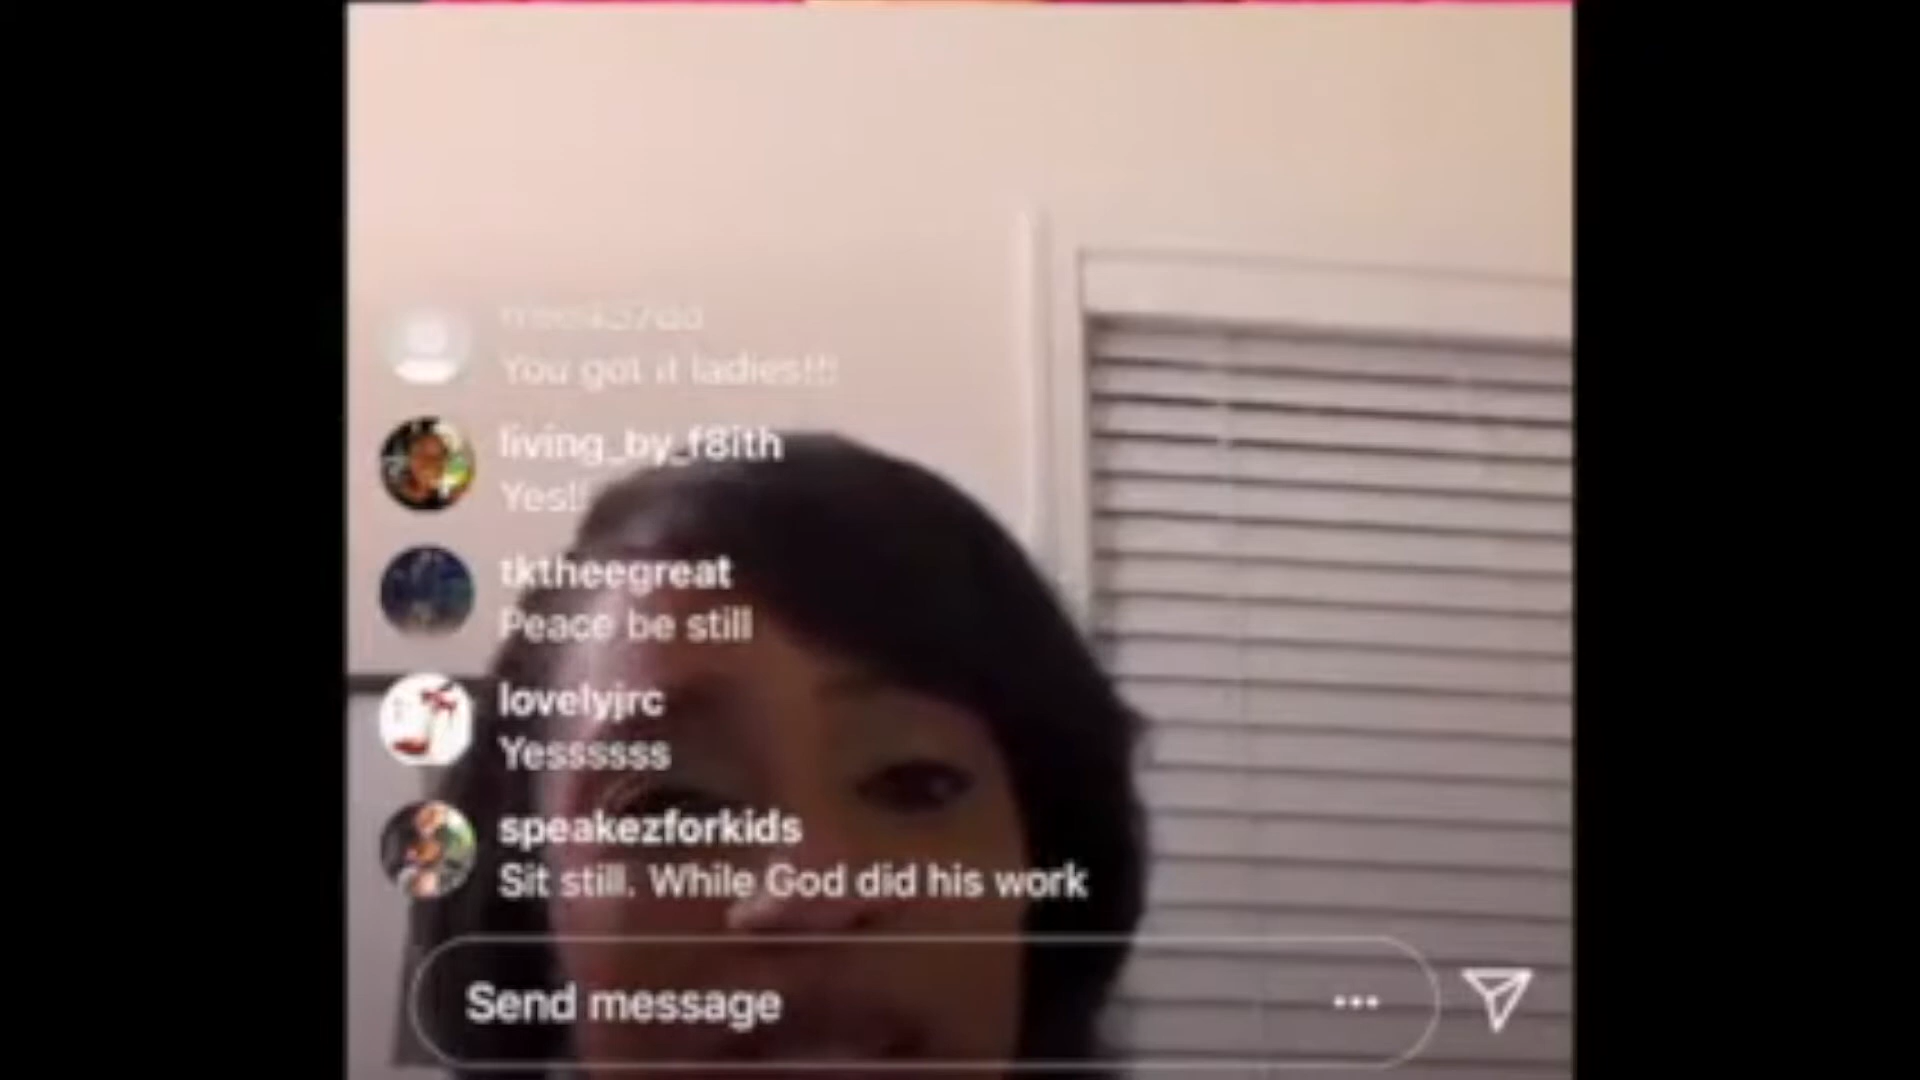 You got it ladies!!!
living_by_f8ith
Yes!!
tktheegreat
Peace be still
lovelyjrc
Yessssss
speakezforkids
Sit still. While God did his work
Send message